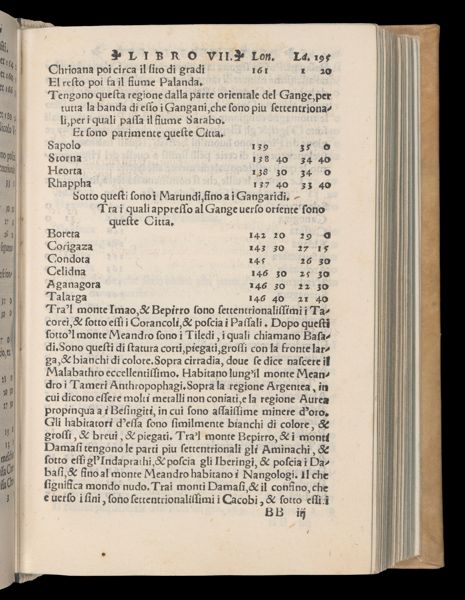 ❧ LIBRO VII. ❧ Lon. La. 195
Chrioana poi circa il sito di gradi 161 1 20
El resto poi fa il fiume Palanda.
Tengono questa regione dalla parte orientale del Gange, per
tutta la banda di esso i Gangani, che sono piu settentriona-
li, per i quali passa il fiume Sarabo.
Et sono parimente queste Citta.
Sapolo 139 35 0
Storna 138 40 34 40
Heorta 138 30 34 0
Rhappha 137 40 33 40
Sotto questi sono i Marundi, fino a i Gangaridi.
Tra i quali appresso al Gange uerso oriente sono
queste Citta.
Boreta 142 20 29 0
Corigaza 143 30 27 15
Condota 145 26 30
Celidna 146 30 25 30
Aganagora 146 30 22 30
Talarga 146 40 21 40
Tra'l monte Imao, & Bepirro sono settentrionalissimi i Ta-
corei, & sotto essi i Corancoli, & poscia i Passali. Dopo questi
sotto'l monte Meandro sono i Tiledi, i quali chiamano Basa-
di. Sono questi di statura corti, piegati, grossi con la fronte lar-
ga, & bianchi di colore. Sopra cirradia, doue se dice nascere il
Malabathro eccellentissimo. Habitano lung'il monte Mean-
dro i Tameri Anthropophagi. Sopra la regione Argentea, in
cui dicono essere molti metalli non coniati, e la regione Aurea
propinqua a i Besingiti, in cui sono assaissime minere d'oro.
Gli habitatori d'essa sono similmente bianchi di colore, &
grossi, & breui, & piegati. Tra'l monte Bepirro, & i monti
Damasi tengono le parti piu settentrionali gli Aminachi, &
sotto essi gl'Indaprathi, & poscia gli Iberingi, & poscia i Da-
basi, & fino al monte Meandro habitano i Nangologi. Il che
significa mondo nudo. Tra i monti Damasi, & il confino, che
e uerso i sini, sono settentrionalissimi i Cacobi, & sotto essi i
BB iij